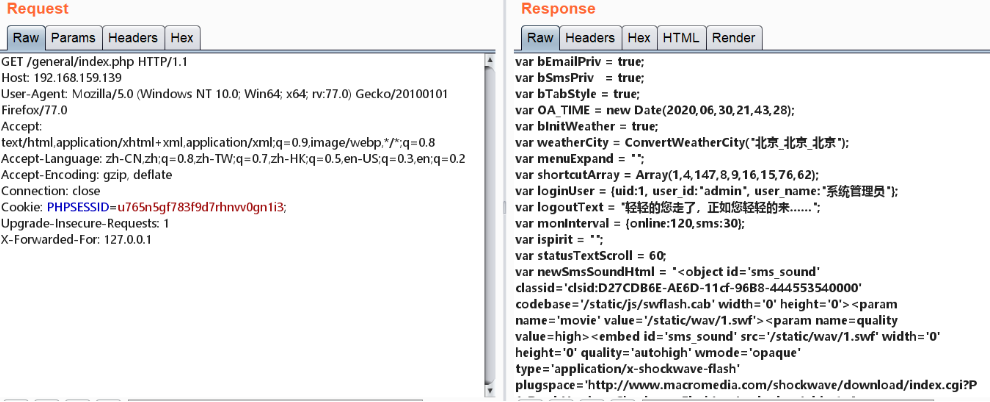 Request
Raw Params Headers Hex
GET /general/index.php HTTP/1.1
Host: 192.168.159.139
User-Agent: Mozilla/5.0 (Windows NT 10.0; Win64; x64; rv:77.0) Gecko/20100101
Firefox/77.0
Accept:
text/html,application/xhtml+xml,application/xml;q=0.9,image/webp,*/*;q=0.8
Accept-Language: zh-CN,zh;q=0.8,zh-TW;q=0.7,zh-HK;q=0.5,en-US;q=0.3,en;q=0.2
Accept-Encoding: gzip, deflate
Connection: close
Cookie: PHPSESSID=u765n5gf783f9d7rhnvv0gn1i3;
Upgrade-Insecure-Requests: 1
X-Forwarded-For: 127.0.0.1
Response
Raw Headers Hex HTML Render
var bEmailPriv = true;
var bSmsPriv = true;
var bTabStyle = true;
var OA_TIME = new Date(2020,06,30,21,43,28);
var bInitWeather = true;
var weatherCity = ConvertWeatherCity("北京_北京_北京");
var menuExpand = "";
var shortcutArray = Array(1,4,147,8,9,16,15,76,62);
var loginUser = {uid:1, user_id:"admin", user_name:"系统管理员"};
var logoutText = "轻轻的您走了，正如您轻轻的来……";
var monInterval = {online:120,sms:30};
var ispirit = "";
var statusTextScroll = 60;
var newSmsSoundHtml = "<object id='sms_sound'
classid='clsid:D27CDB6E-AE6D-11cf-96B8-444553540000'
codebase='/static/js/swflash.cab' width='0' height='0'><param
name='movie' value='/static/wav/1.swf'><param name=quality
value=high><embed id='sms_sound' src='/static/wav/1.swf' width='0'
height='0' quality='autohigh' wmode='opaque'
type='application/x-shockwave-flash'
plugspace='http://www.macromedia.com/shockwave/download/index.cgi?P